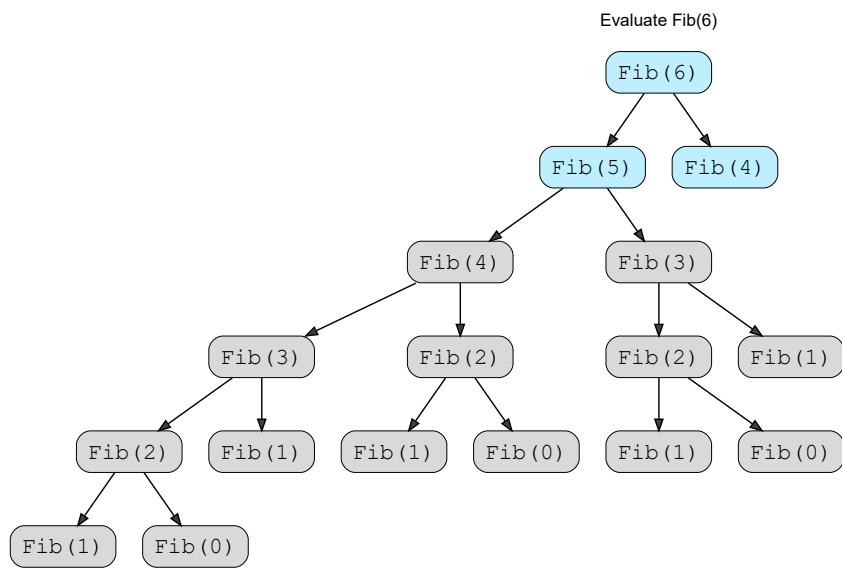 Evaluate Fib(6)
Fib(6)
Fib(5) Fib(4)
Fib(4) Fib(3)
Fib(3) Fib(2) Fib(2) Fib(1)
Fib(2) Fib(1) Fib(1) Fib(0) Fib(1) Fib(0)
Fib(1) Fib(0)